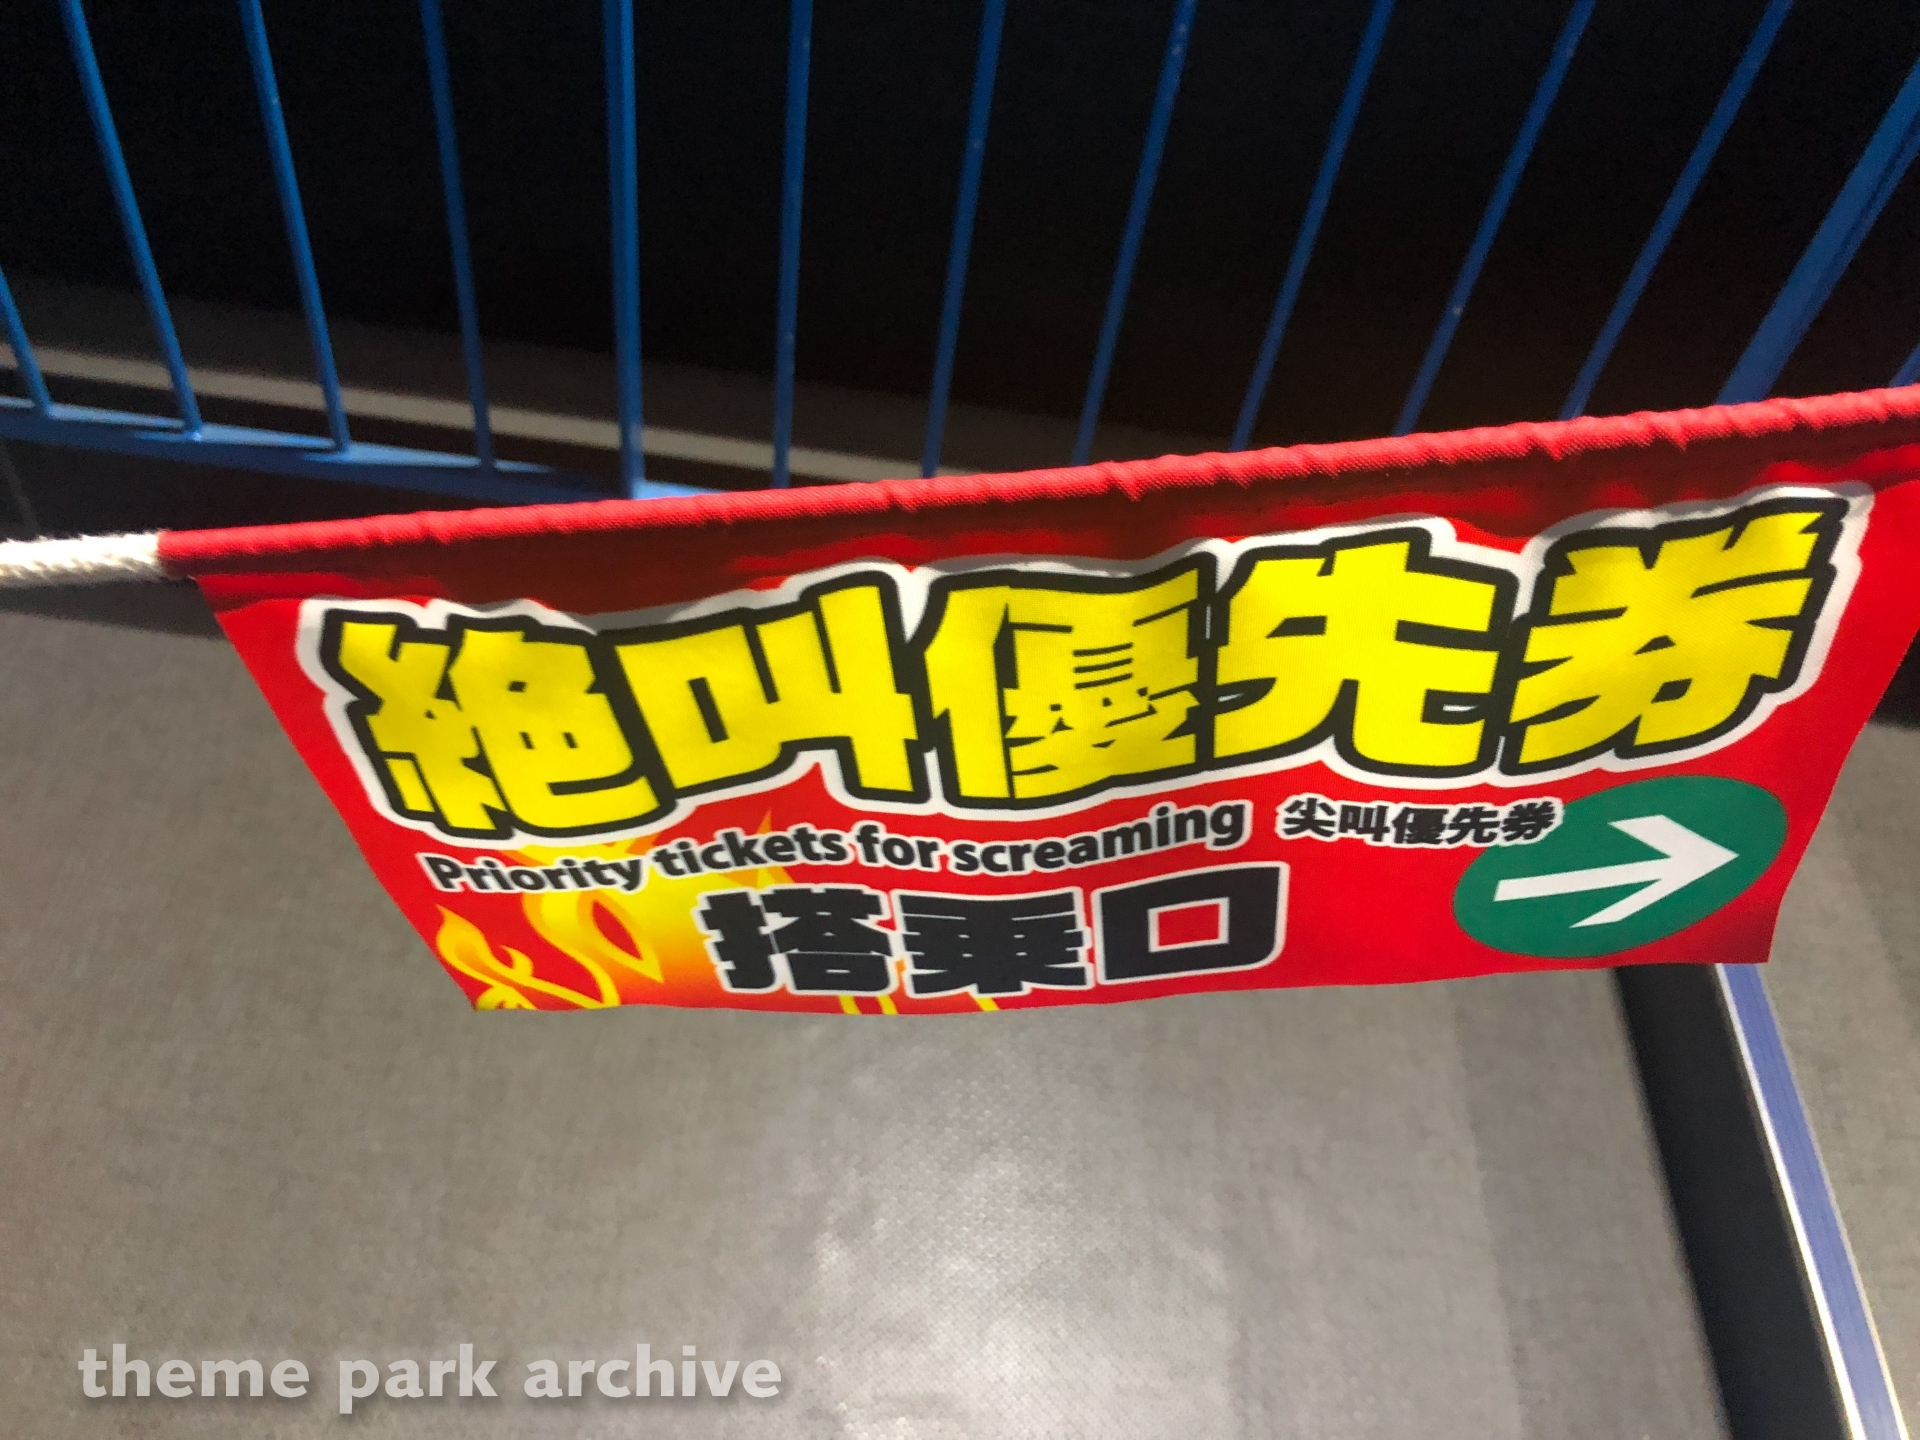 絶叫優先券
Priority tickets for screaming 尖叫優先券
搭乗口
theme park archive